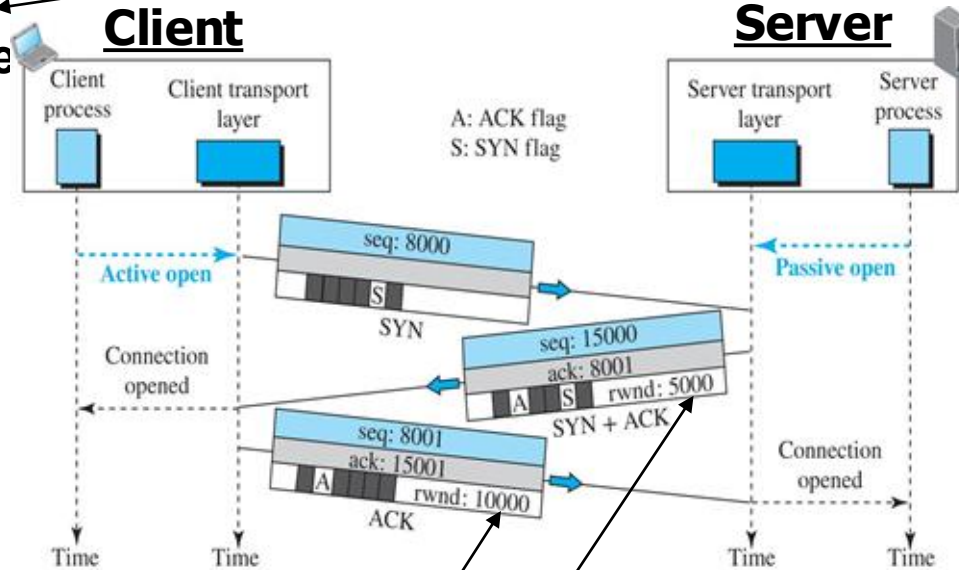 Client
Server
e
Client
process
Client transport
layer
A: ACK flag
S: SYN flag
Server transport
layer
Server
process
Active open
seq: 8000
S
SYN
Passive open
Connection
opened
seq: 15000
ack: 8001
A S rwnd: 5000
SYN + ACK
seq: 8001
ack: 15001
A rwnd: 10000
ACK
Connection
opened
Time
Time
Time
Time